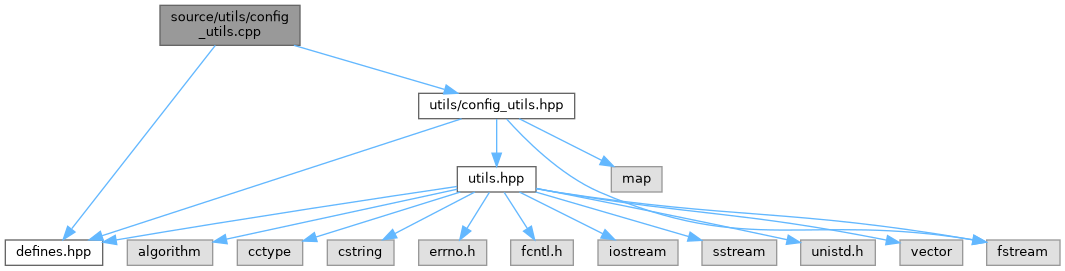 source/utils/config
_utils.cpp
utils/config_utils.hpp
utils.hpp
map
defines.hpp
algorithm
cctype
cstring
errno.h
fcntl.h
iostream
sstream
unistd.h
vector
fstream